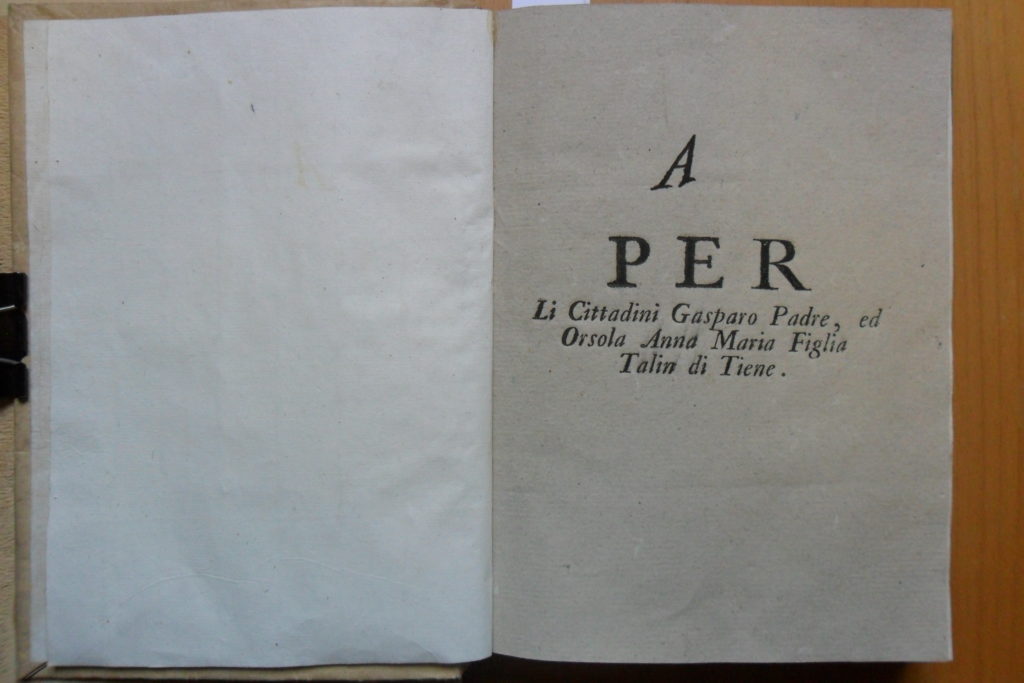 A
PER
Li Cittadini Gasparo Padre, ed
Orsola Anna Maria Figlia
Talin di Tiene.